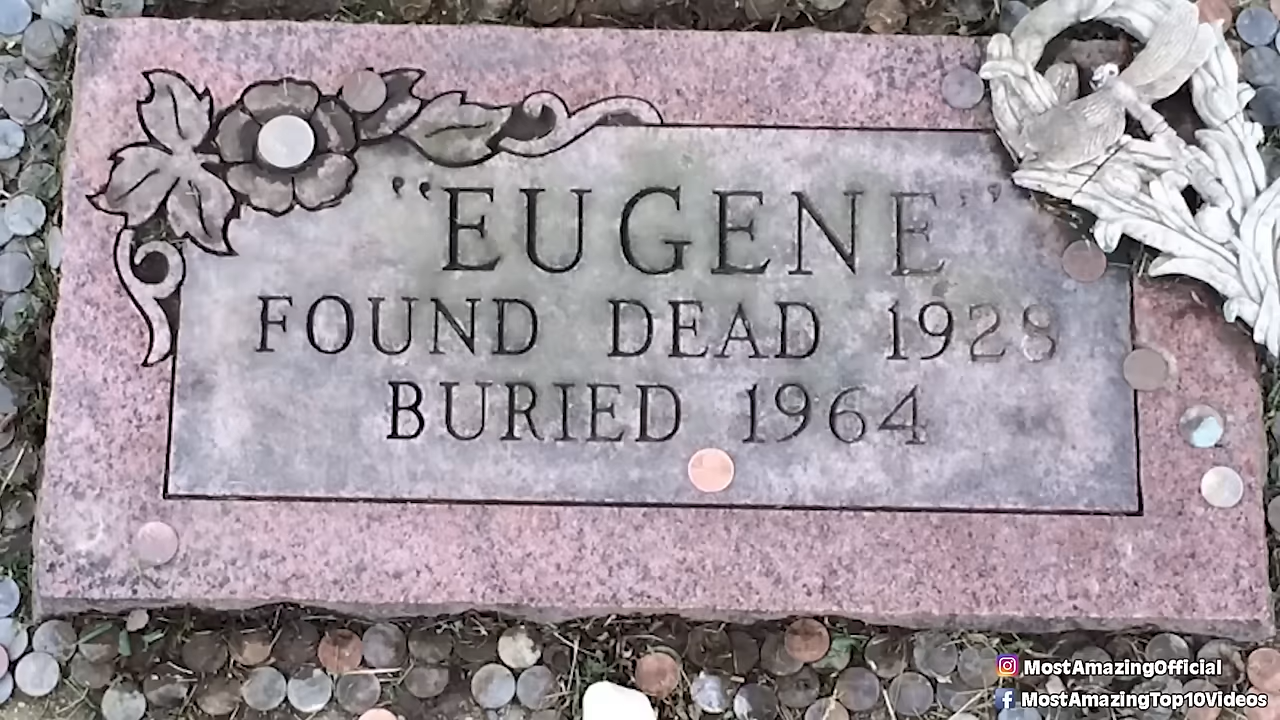 "EUGENE"
FOUND DEAD 1928
BURIED 1964
MostAmazingOfficial
MostAmazingTop10Videos